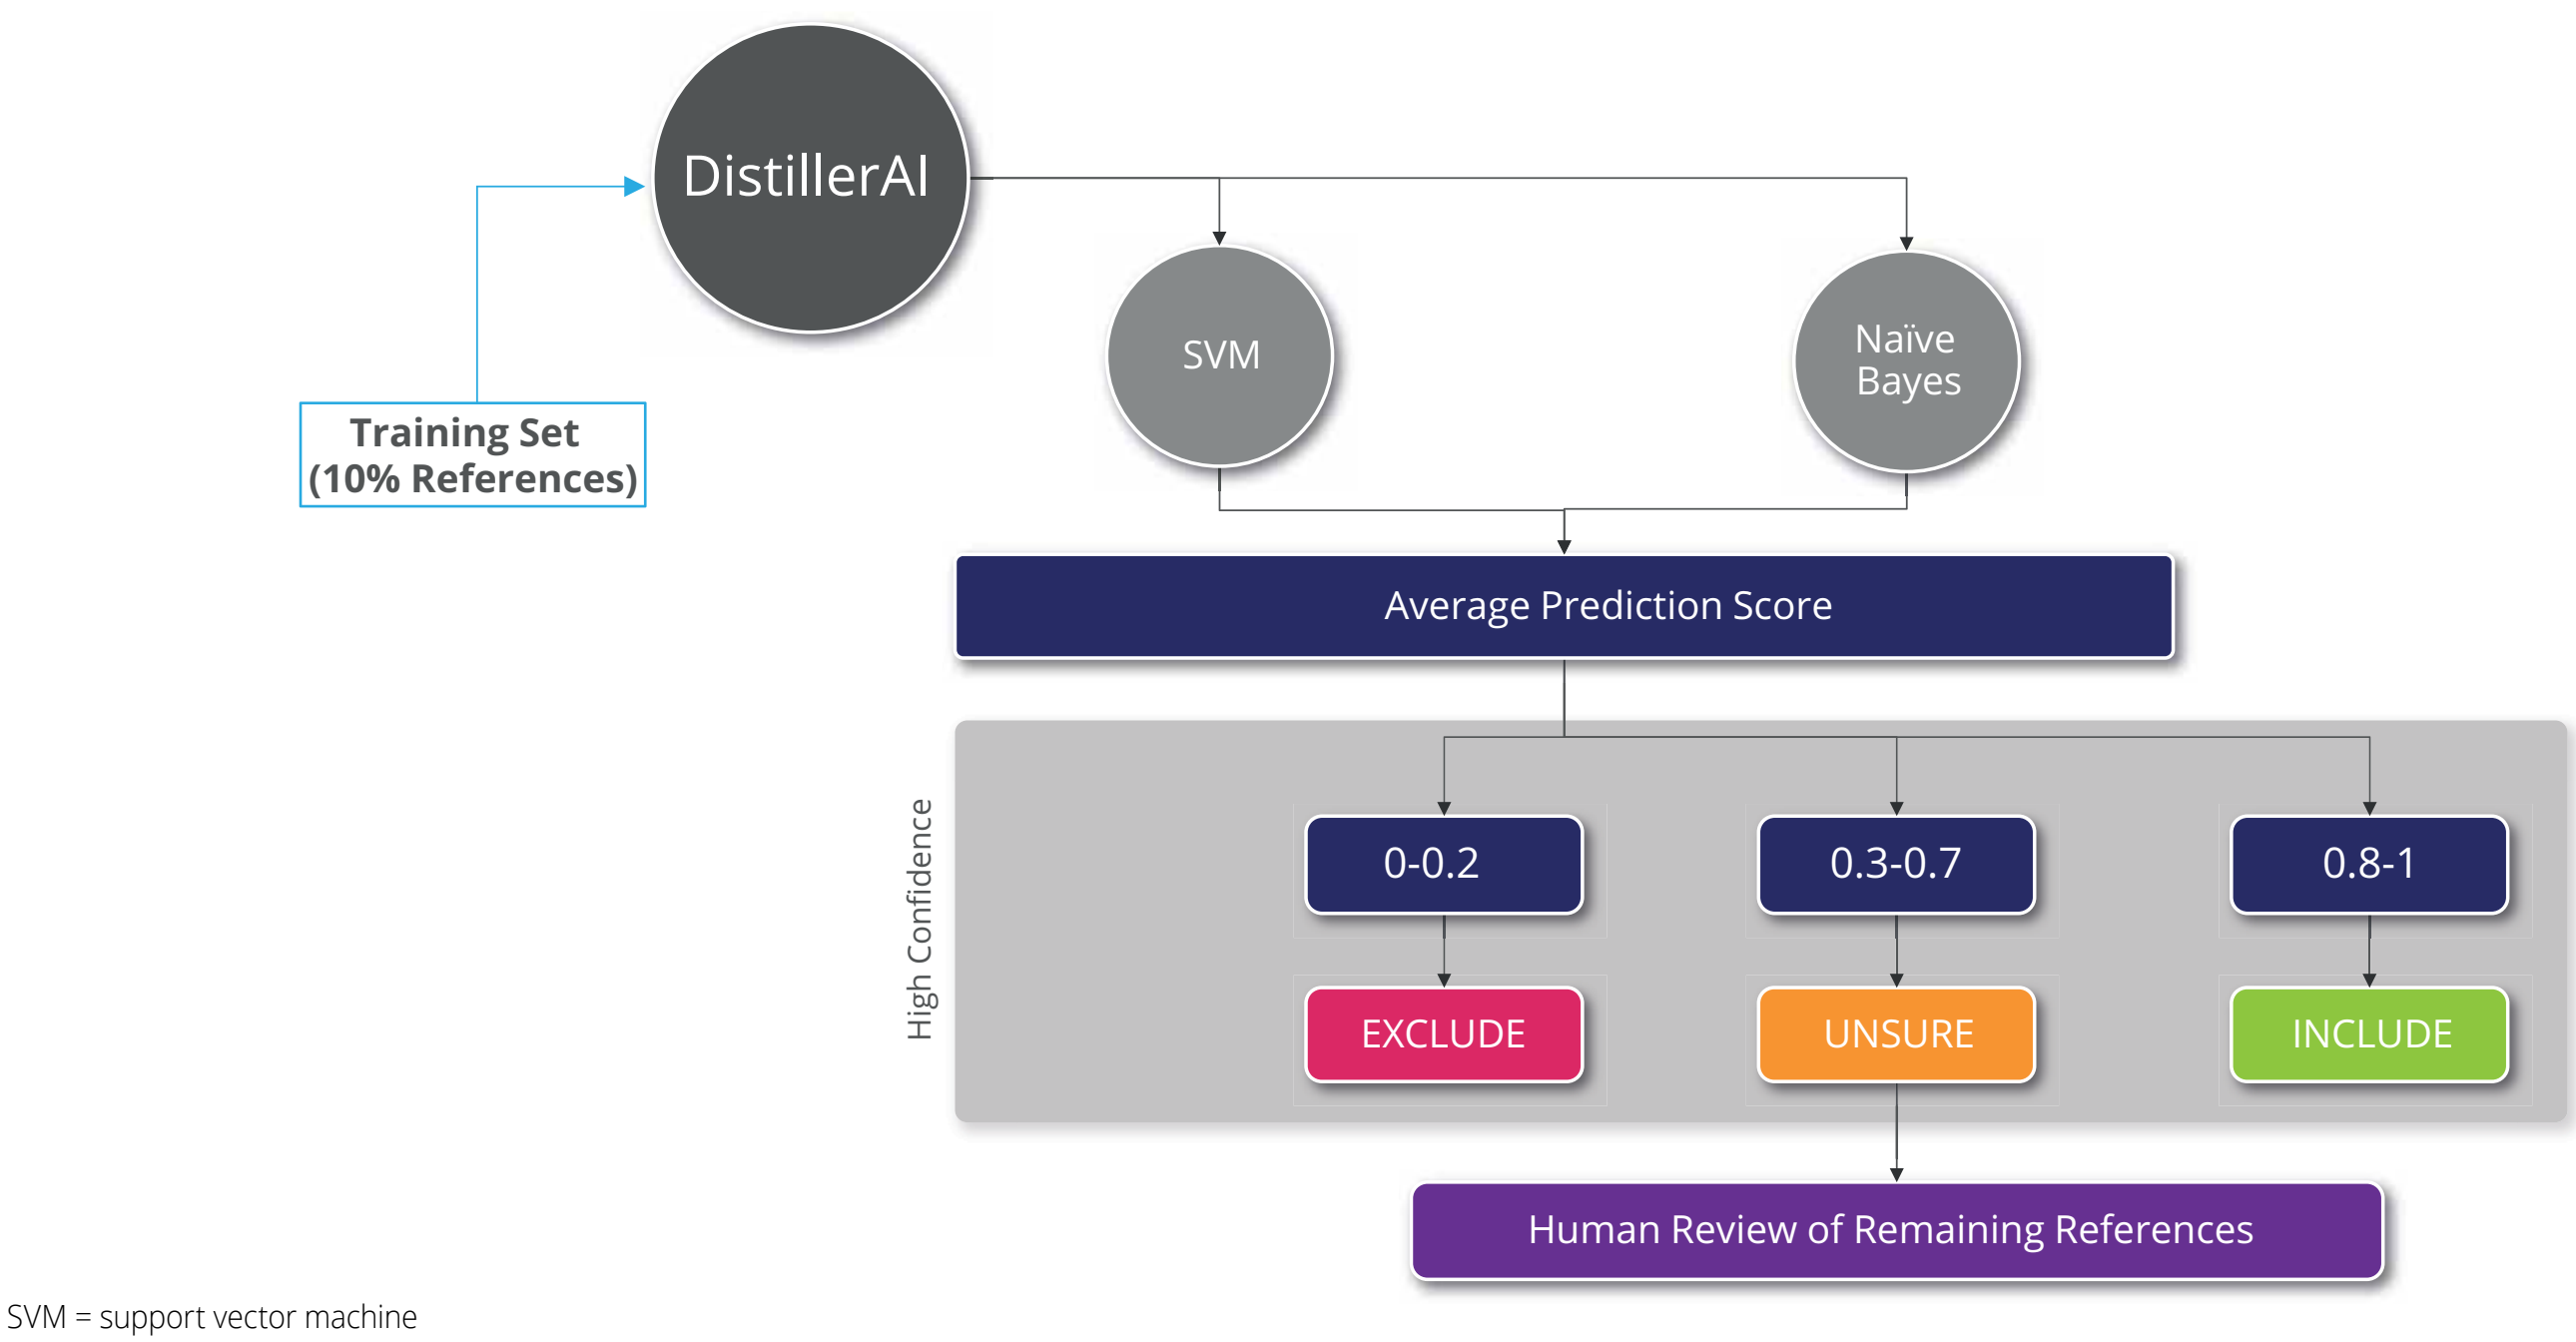 DistillerAI
SVM
Naïve
Bayes
Training Set
(10% References)
Average Prediction Score
High Confidence
0-0.2
0.3-0.7
0.8-1
EXCLUDE
UNSURE
INCLUDE
Human Review of Remaining References
SVM = support vector machine